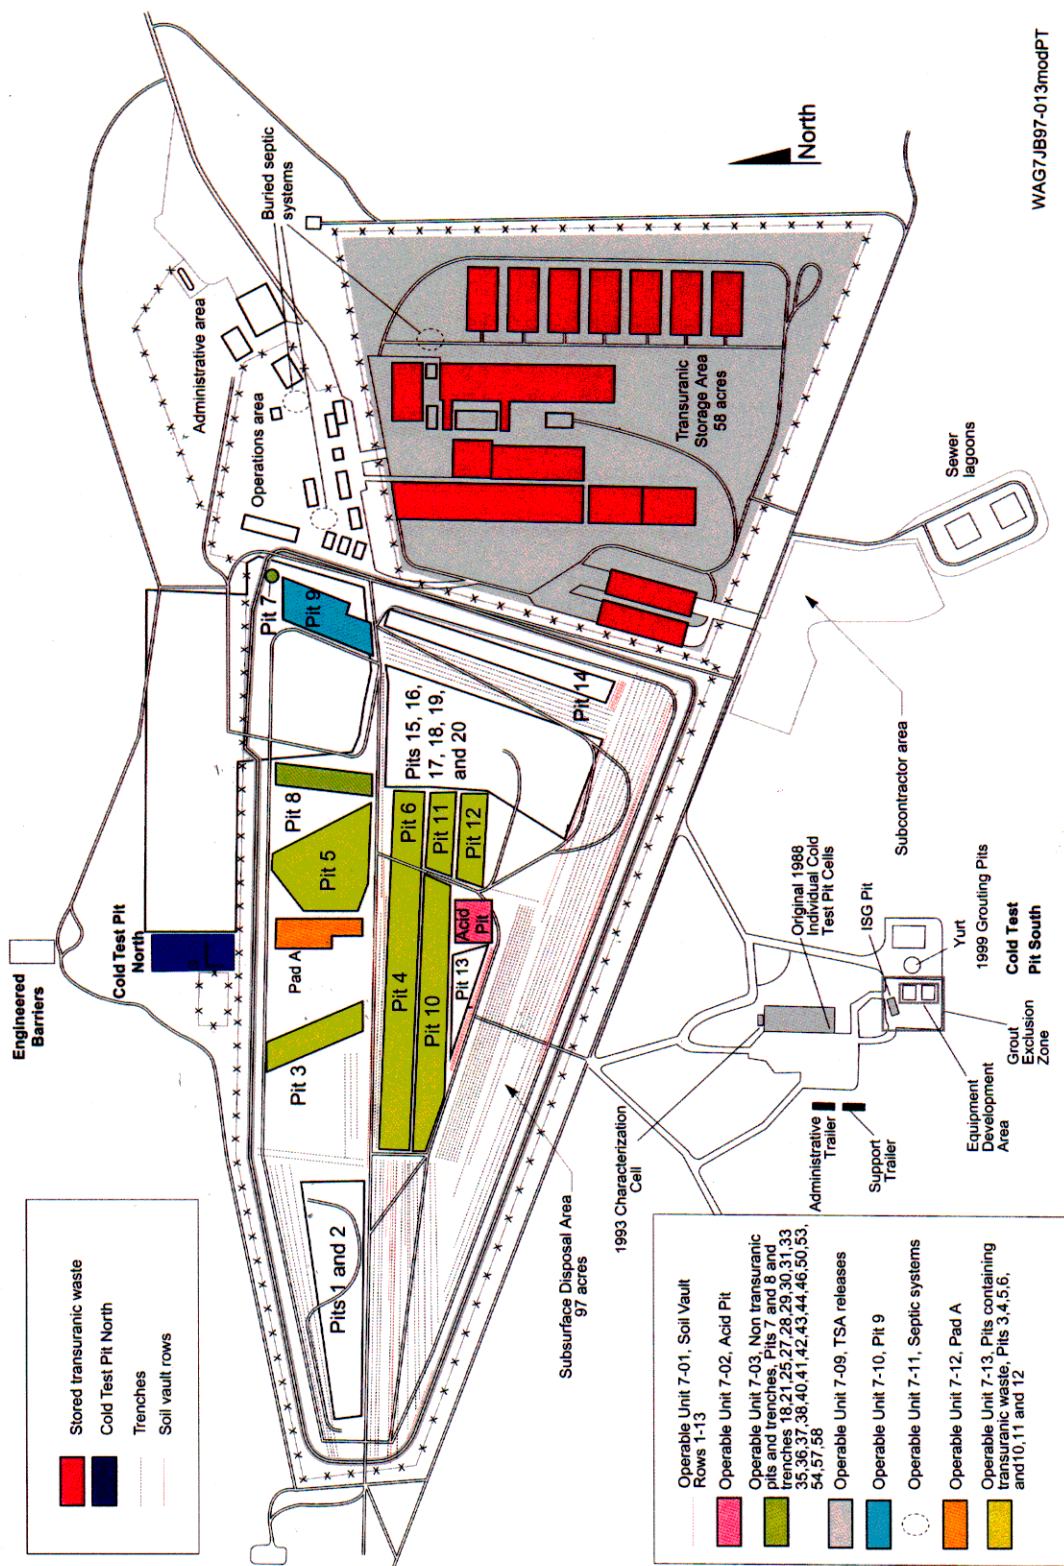 Stored transuranic waste
Cold Test Pit North
Trenches
Soil vault rows
Engineered
Barriers
Cold Test Pit
North
Administrative area
Operations area
Buried septic
systems
North
Pit 7
Pit 9
Pit 8
Pit 5
Pad A
Pit 3
Pits 1 and 2
Pits 15, 16,
17, 18, 19,
and 20
Pit 14
Pit 6
Pit 11
Pit 12
Pit 4
Pit 10
Acid
Pit
Pit 13
Transuranic
Storage Area
58 acres
Subsurface Disposal Area
97 acres
Sewer
lagoons
Subcontractor area
1993 Characterization
Cell
Original 1988
Individual Cold
Test Pit Cells
ISG Pit
Yurt
1999 Grouting Pits
Cold Test
Pit South
Grout
Exclusion
Zone
Equipment
Development
Area
Administrative
Trailer
Support
Trailer
Operable Unit 7-01, Soil Vault
Rows 1-13
Operable Unit 7-02, Acid Pit
Operable Unit 7-03, Non transuranic
pits and trenches, Pits 7 and 8 and
trenches 18,21,25,27,28,29,30,31,33
35,36,37,38,40,41,42,43,44,46,50,53,
54,57,58
Operable Unit 7-09, TSA releases
Operable Unit 7-10, Pit 9
Operable Unit 7-11, Septic systems
Operable Unit 7-12, Pad A
Operable Unit 7-13, Pits containing
transuranic waste, Pits 3,4,5,6,
and10,11 and 12
WAG7JB97-013modPT